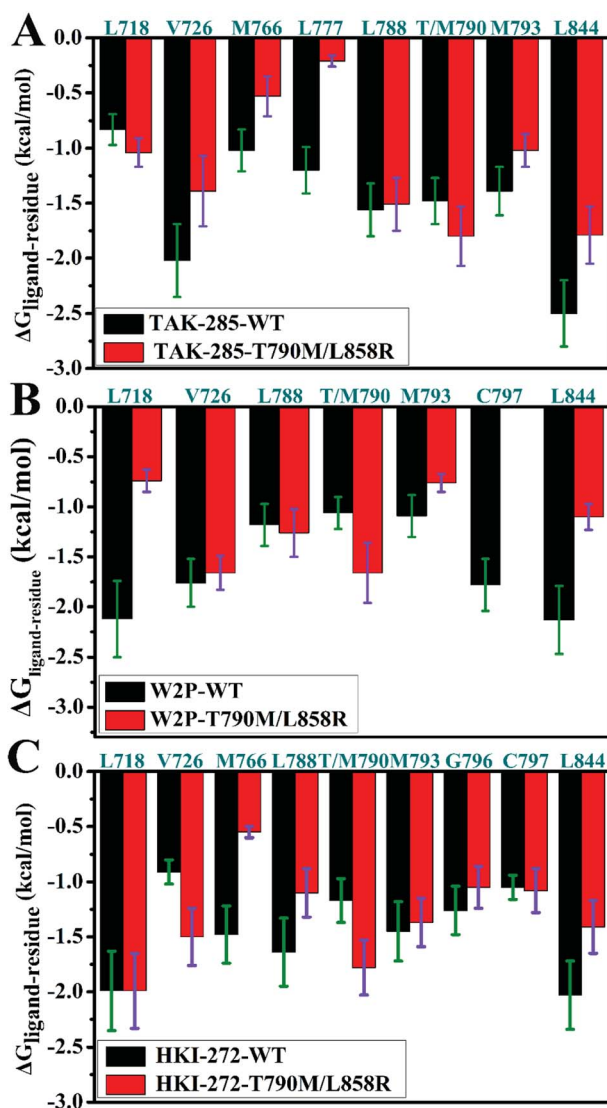 A
L718 V726 M766 L777 L788 T/M790 M793 L844
0.0
-0.5
-1.0
-1.5
-2.0
-2.5
-3.0
ΔGligand-residue (kcal/mol)
TAK-285-WT
TAK-285-T790M/L858R
B
L718 V726 L788 T/M790 M793 C797 L844
0.0
-0.5
-1.0
-1.5
-2.0
-2.5
-3.0
ΔGligand-residue (kcal/mol)
W2P-WT
W2P-T790M/L858R
C
L718 V726 M766 L788 T/M790 M793 G796 C797 L844
0.0
-0.5
-1.0
-1.5
-2.0
-2.5
-3.0
ΔGligand-residue (kcal/mol)
HKI-272-WT
HKI-272-T790M/L858R